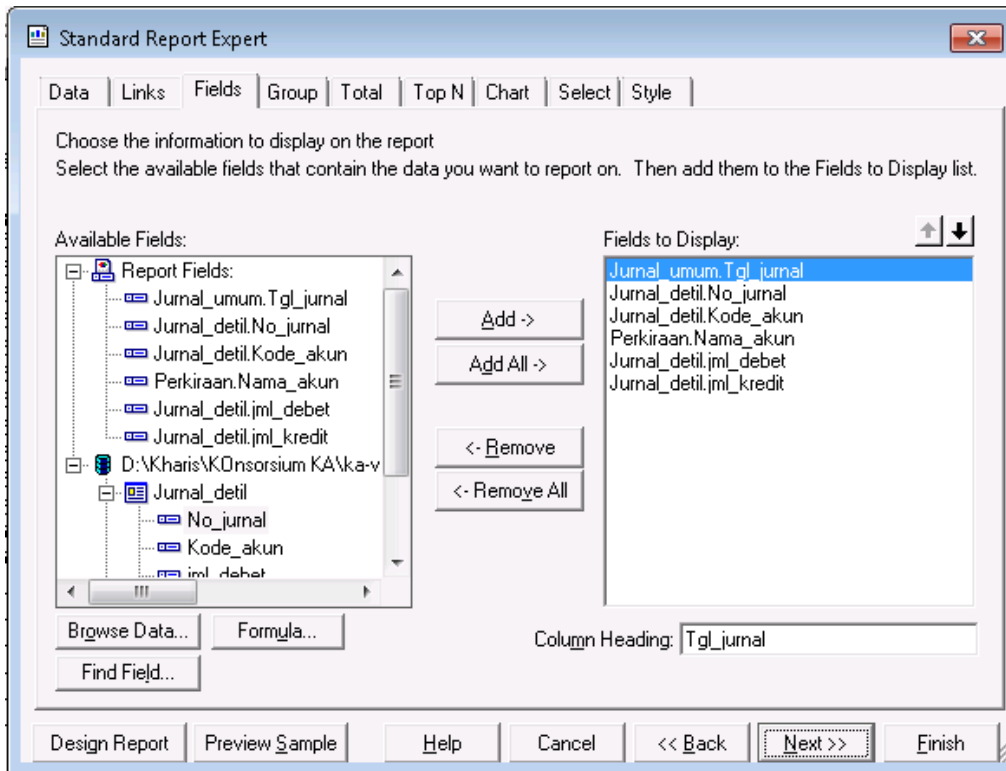 Standard Report Expert
Data Links Fields Group Total Top N Chart Select Style
Choose the information to display on the report
Select the available fields that contain the data you want to report on. Then add them to the Fields to Display list.
Available Fields:
Report Fields:
Jurnal_umum.Tgl_jurnal
Jurnal_detil.No_jurnal
Jurnal_detil.Kode_akun
Perkiraan.Nama_akun
Jurnal_detil.jml_debet
Jurnal_detil.jml_kredit
D:\Kharis\KOnsorsium KA\ka-v
Jurnal_detil
No_jurnal
Kode_akun
jml_debet
Add ->
Add All ->
<- Remove
<- Remove All
Fields to Display:
Jurnal_umum.Tgl_jurnal
Jurnal_detil.No_jurnal
Jurnal_detil.Kode_akun
Perkiraan.Nama_akun
Jurnal_detil.jml_debet
Jurnal_detil.jml_kredit
Browse Data... Formula...
Find Field...
Column Heading: Tgl_jurnal
Design Report Preview Sample Help Cancel << Back Next >> Finish